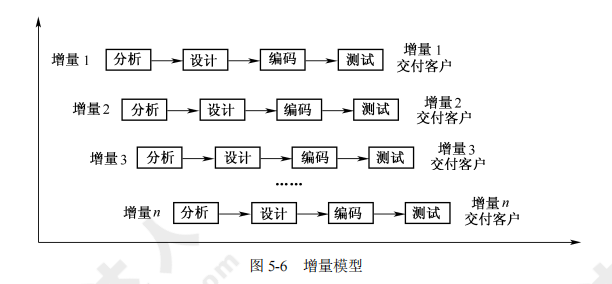 增量1 分析 设计 编码 测试 增量1
交付客户
增量2 分析 设计 编码 测试 增量2
交付客户
增量3 分析 设计 编码 测试 增量3
交付客户
……
增量n 分析 设计 编码 测试 增量n
交付客户
图 5-6 增量模型